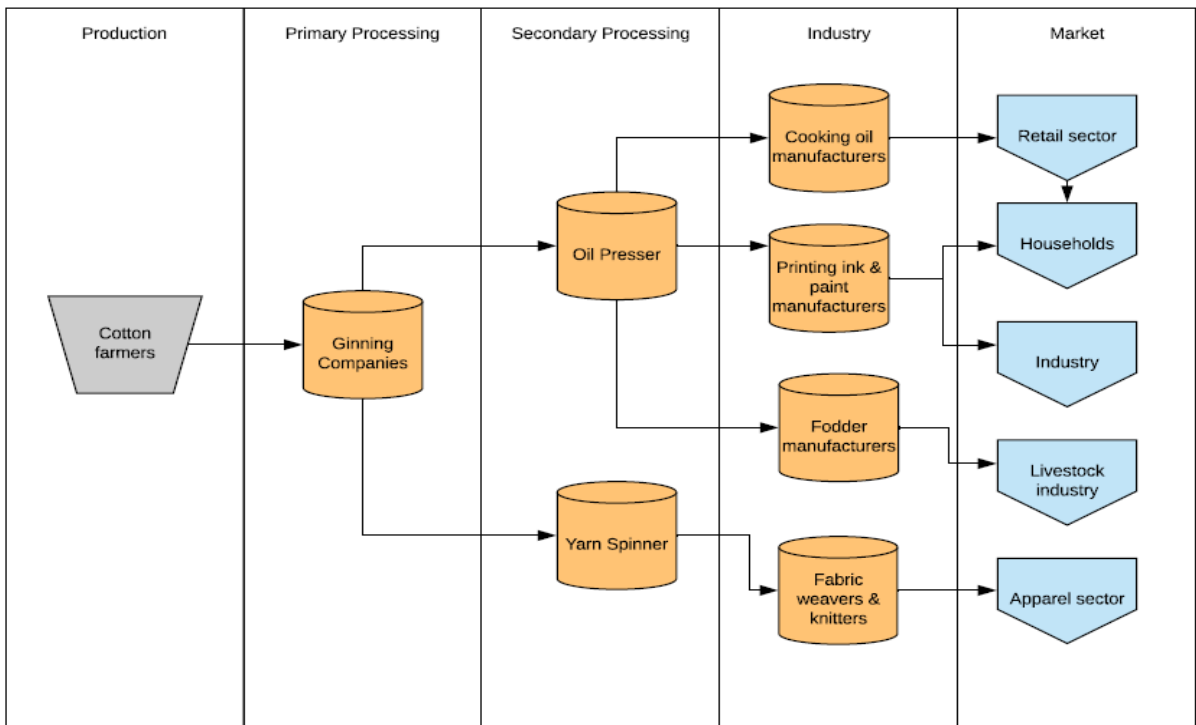 Production
Primary Processing
Secondary Processing
Industry
Market
Cotton
farmers
Ginning
Companies
Oil Presser
Yarn Spinner
Cooking oil
manufacturers
Printing ink &
paint
manufacturers
Fodder
manufacturers
Fabric
weavers &
knitters
Retail sector
Households
Industry
Livestock
industry
Apparel sector